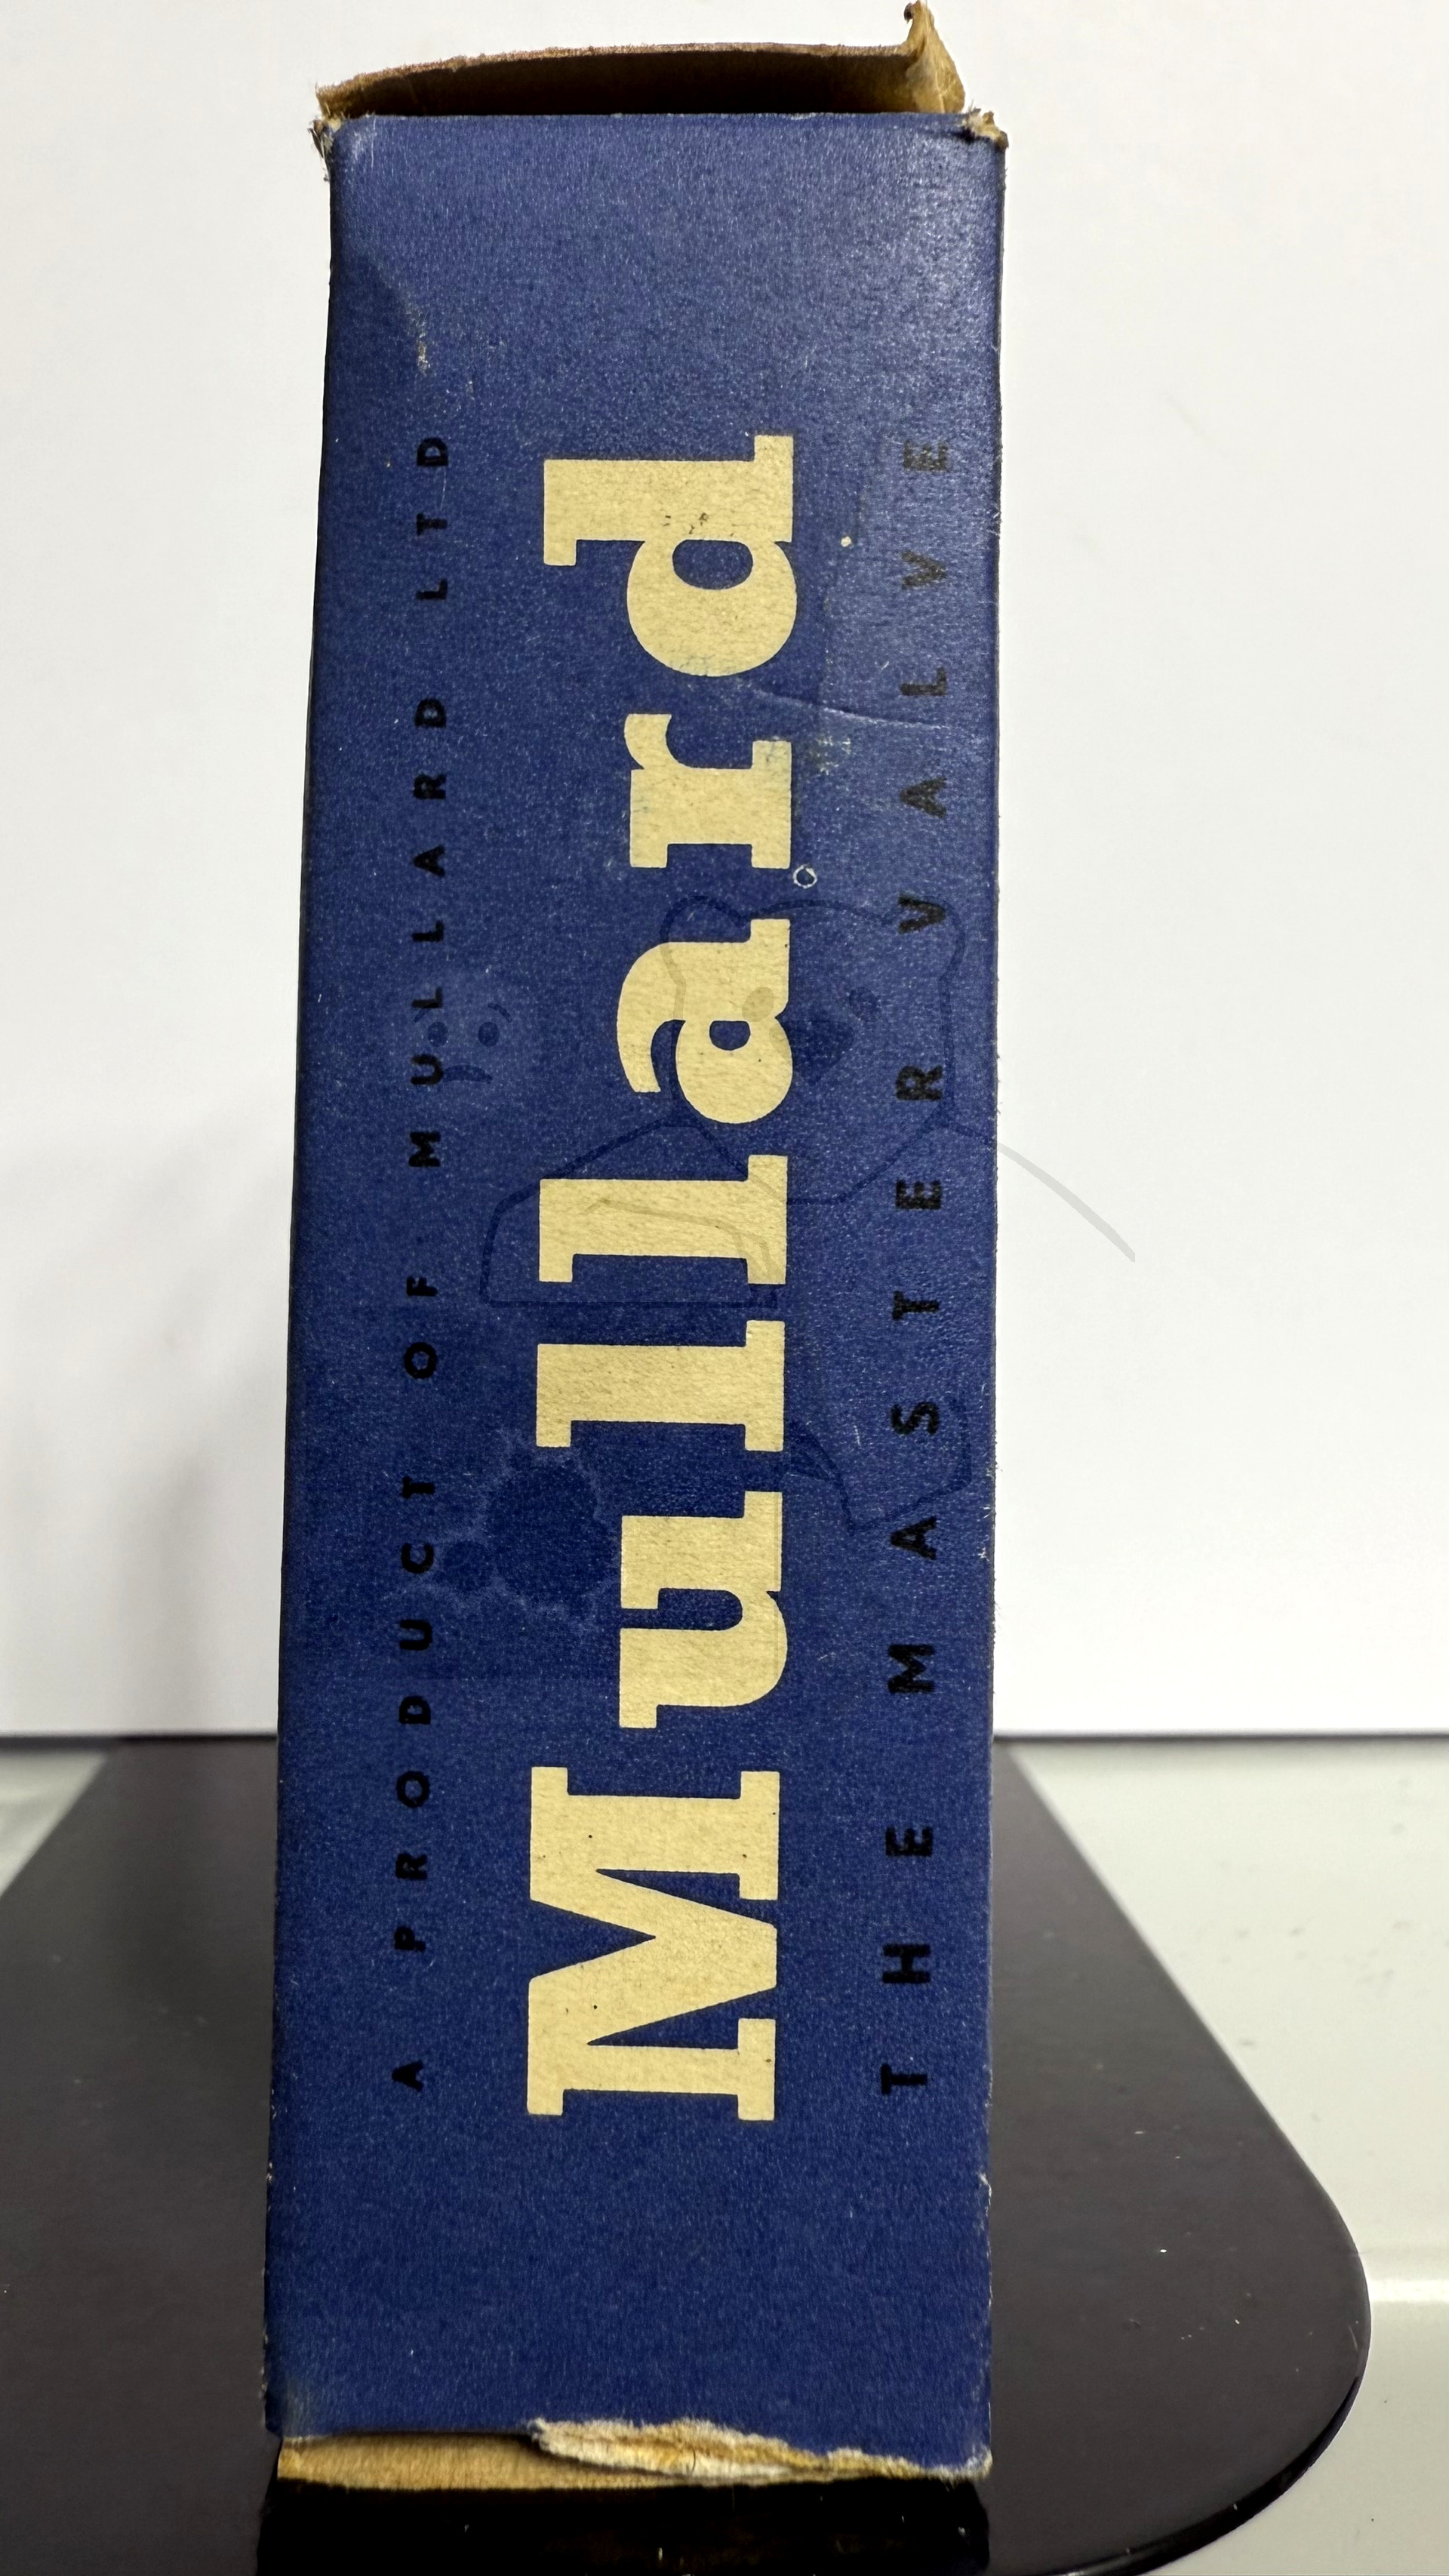 A PRODUCT OF MULLARD LTD
Mullard
THE MASTER VALVE